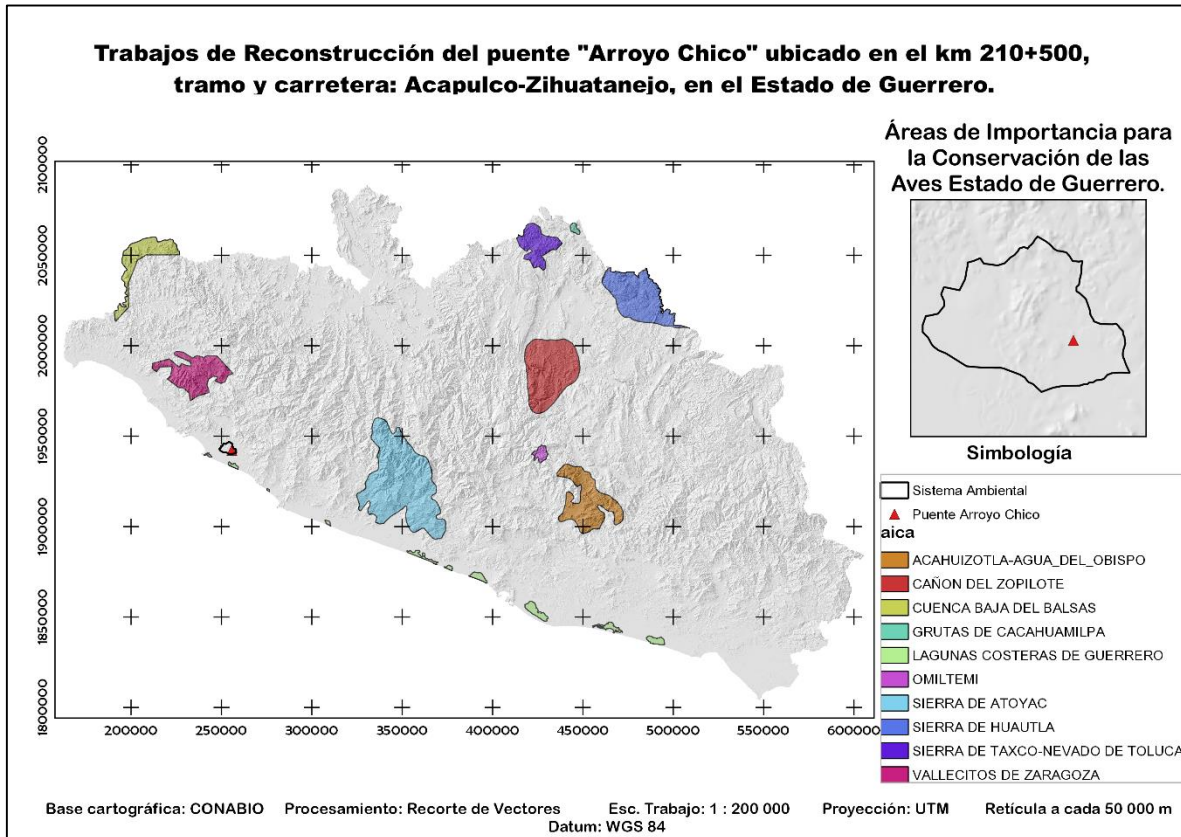 Trabajos de Reconstrucción del puente "Arroyo Chico" ubicado en el km 210+500,
tramo y carretera: Acapulco-Zihuatanejo, en el Estado de Guerrero.
Áreas de Importancia para
la Conservación de las
Aves Estado de Guerrero.
2100000
2050000
2000000
1950000
1900000
1850000
1800000
200000 250000 300000 350000 400000 450000 500000 550000 600000
Simbología
Sistema Ambiental
Puente Arroyo Chico
aica
ACAHUIZOTLA-AGUA_DEL_OBISPO
CAÑON DEL ZOPILOTE
CUENCA BAJA DEL BALSAS
GRUTAS DE CACAHUAMILPA
LAGUNAS COSTERAS DE GUERRERO
OMILTEMI
SIERRA DE ATOYAC
SIERRA DE HUAUTLA
SIERRA DE TAXCO-NEVADO DE TOLUCA
VALLECITOS DE ZARAGOZA
Base cartográfica: CONABIO Procesamiento: Recorte de Vectores Esc. Trabajo: 1 : 200 000 Proyección: UTM Retícula a cada 50 000 m
Datum: WGS 84